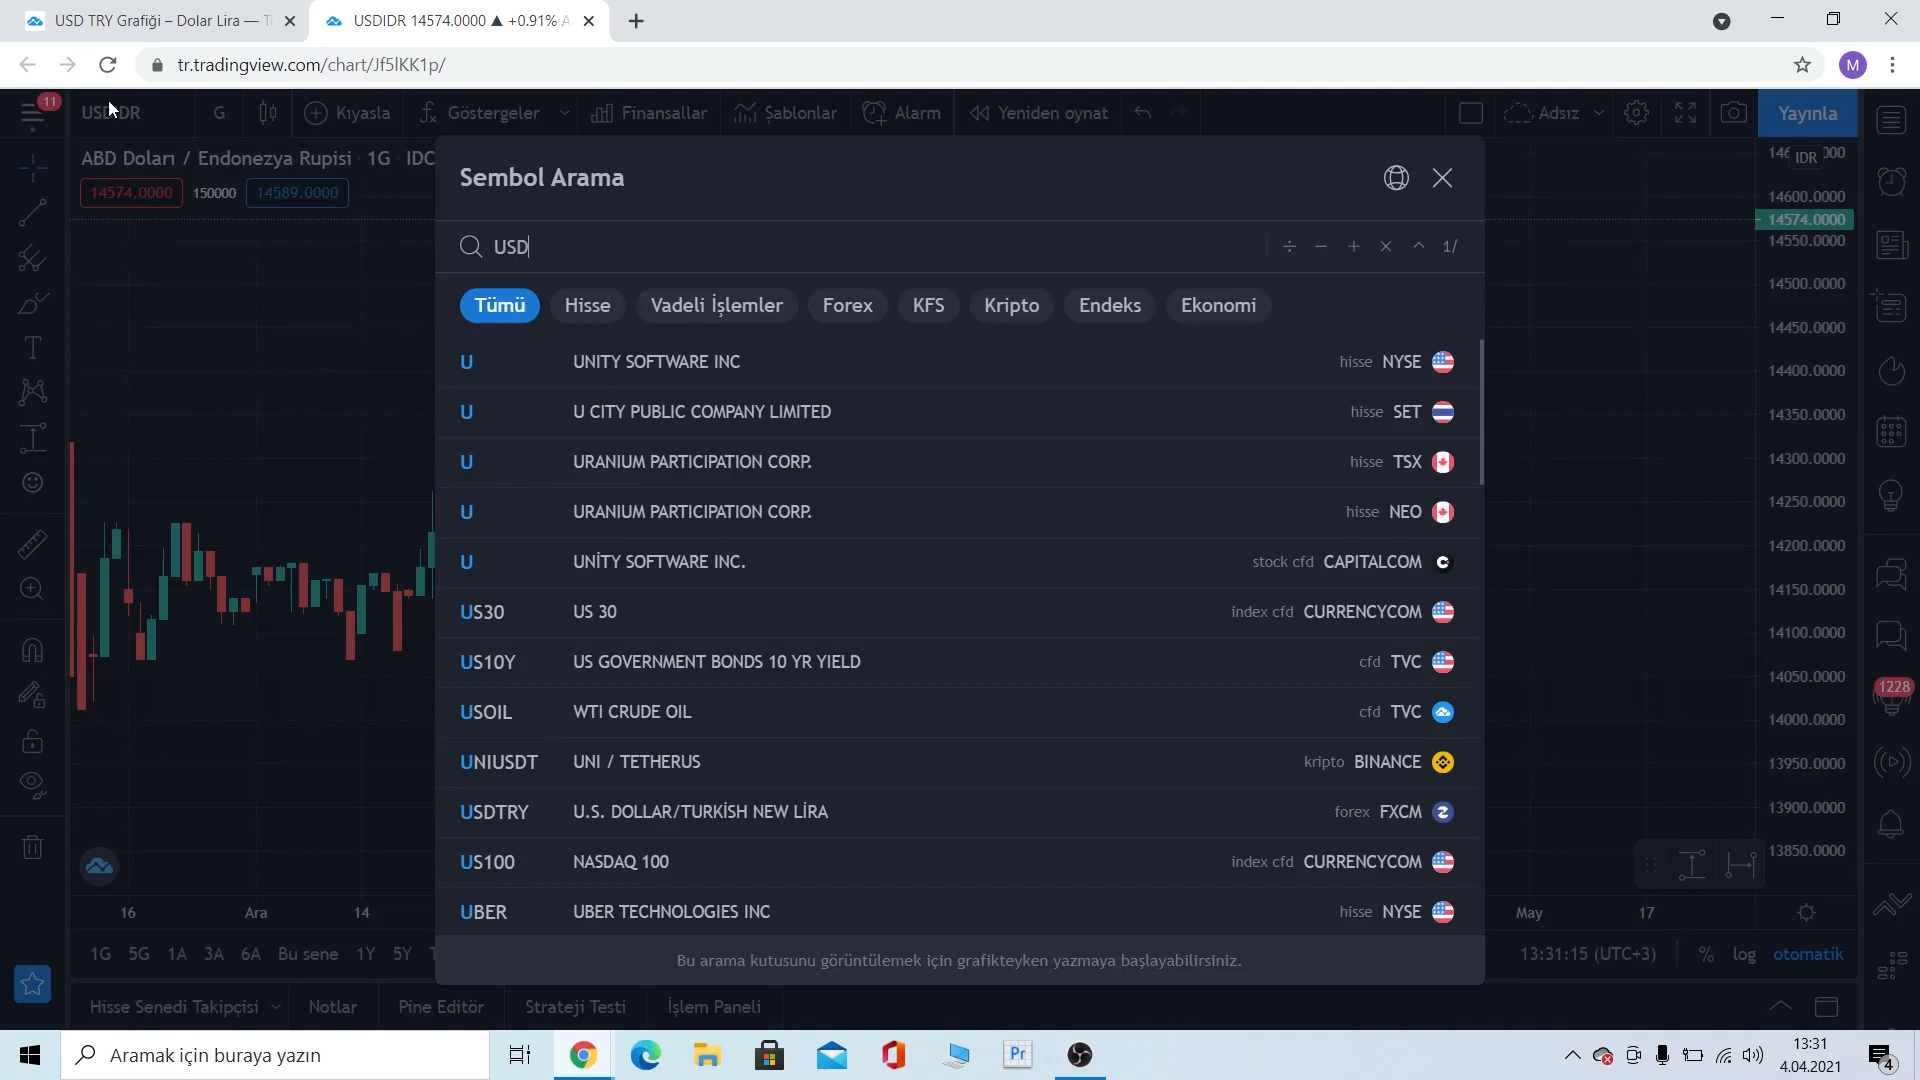 USD TRY Grafiği – Dolar Lira —
USDIDR 14574.0000 ▲ +0.91%
tr.tradingview.com/chart/Jf5lKK1p/
M
11
G
Kıyasla
Göstergeler
Finansallar
Şablonlar
Alarm
Yeniden oynat
Adsız
Yayınla
ABD Doları / Endonezya Rupisi · 1G · IDC
14574.0000
150000
14589.0000
Sembol Arama
USD
÷ − + × ^ 1/
Tümü
Hisse
Vadeli İşlemler
Forex
KFS
Kripto
Endeks
Ekonomi
U UNITY SOFTWARE INC hisse NYSE
U U CITY PUBLIC COMPANY LIMITED hisse SET
U URANIUM PARTICIPATION CORP. hisse TSX
U URANIUM PARTICIPATION CORP. hisse NEO
U UNİTY SOFTWARE INC. stock cfd CAPITALCOM
US30 US 30 index cfd CURRENCYCOM
US10Y US GOVERNMENT BONDS 10 YR YIELD cfd TVC
USOIL WTI CRUDE OIL cfd TVC
UNIUSDT UNI / TETHERUS kripto BINANCE
USDTRY U.S. DOLLAR/TURKİSH NEW LİRA forex FXCM
US100 NASDAQ 100 index cfd CURRENCYCOM
UBER UBER TECHNOLOGIES INC hisse NYSE
Bu arama kutusunu görüntülemek için grafikteyken yazmaya başlayabilirsiniz.
IDR
14600.0000
14574.0000
14550.0000
14500.0000
14450.0000
14400.0000
14350.0000
14300.0000
14250.0000
14200.0000
14150.0000
14100.0000
14050.0000
14000.0000
13950.0000
13900.0000
13850.0000
1228
16
Ara
14
May
17
1G 5G 1A 3A 6A Bu sene 1Y 5Y
13:31:15 (UTC+3)
%
log
otomatik
Hisse Senedi Takipçisi
Notlar
Pine Editör
Strateji Testi
İşlem Paneli
Aramak için buraya yazın
Pr
13:31
4.04.2021
4